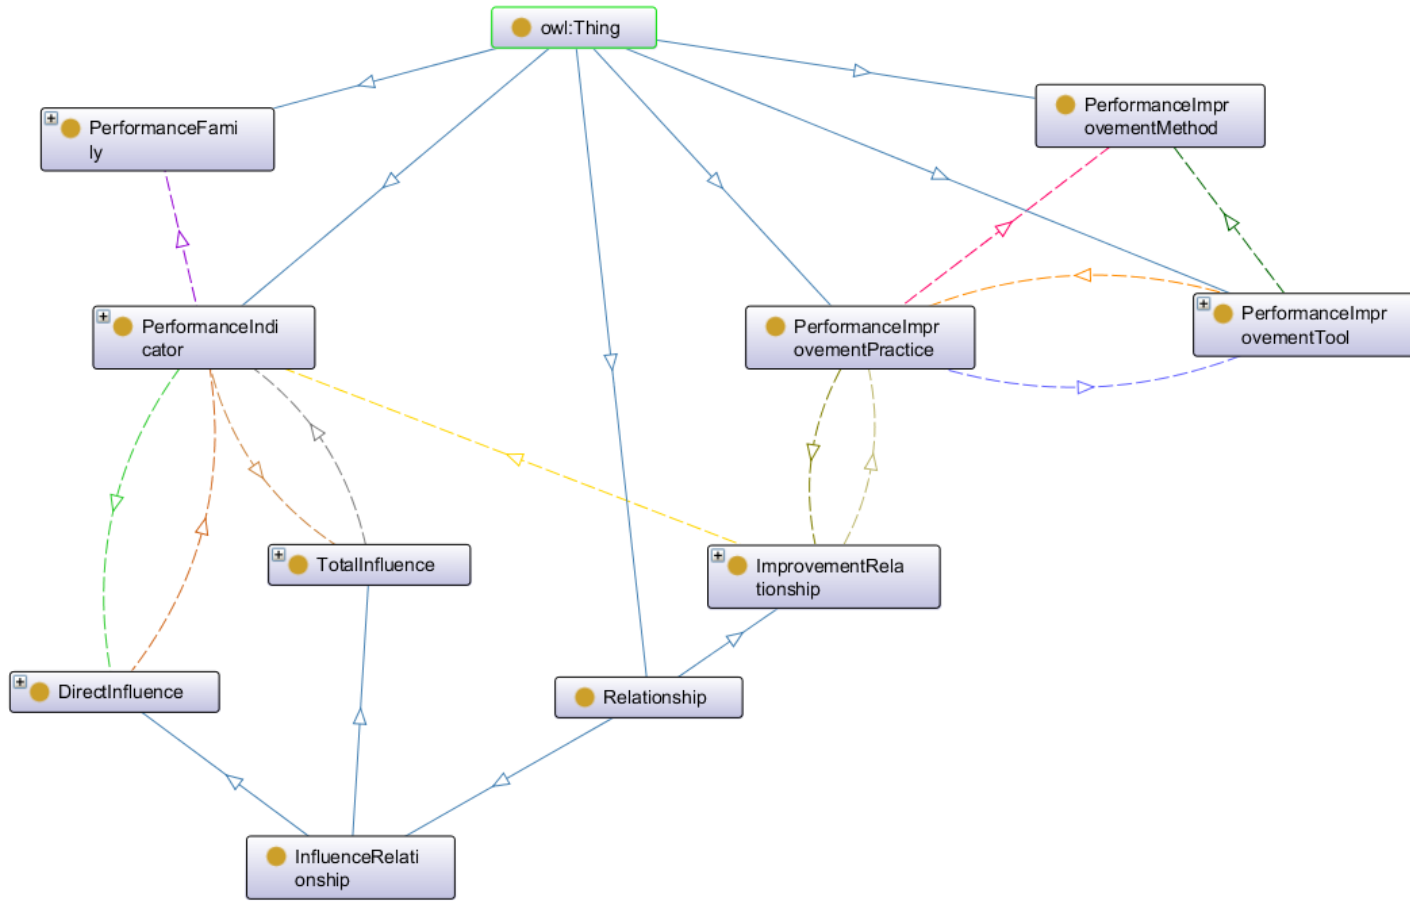 owl:Thing
PerformanceImpr
ovementMethod
PerformanceFami
ly
PerformanceIndi
cator
PerformanceImpr
ovementPractice
PerformanceImpr
ovementTool
TotalInfluence
ImprovementRela
tionship
DirectInfluence
Relationship
InfluenceRelati
onship